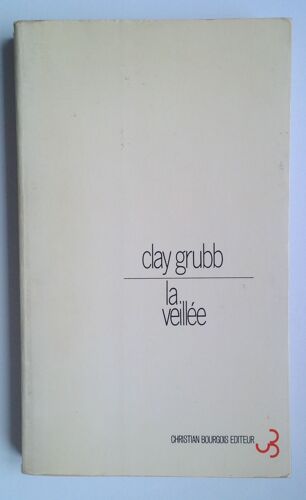 clay grubb
la
veillée
CHRISTIAN BOURGOIS EDITEUR